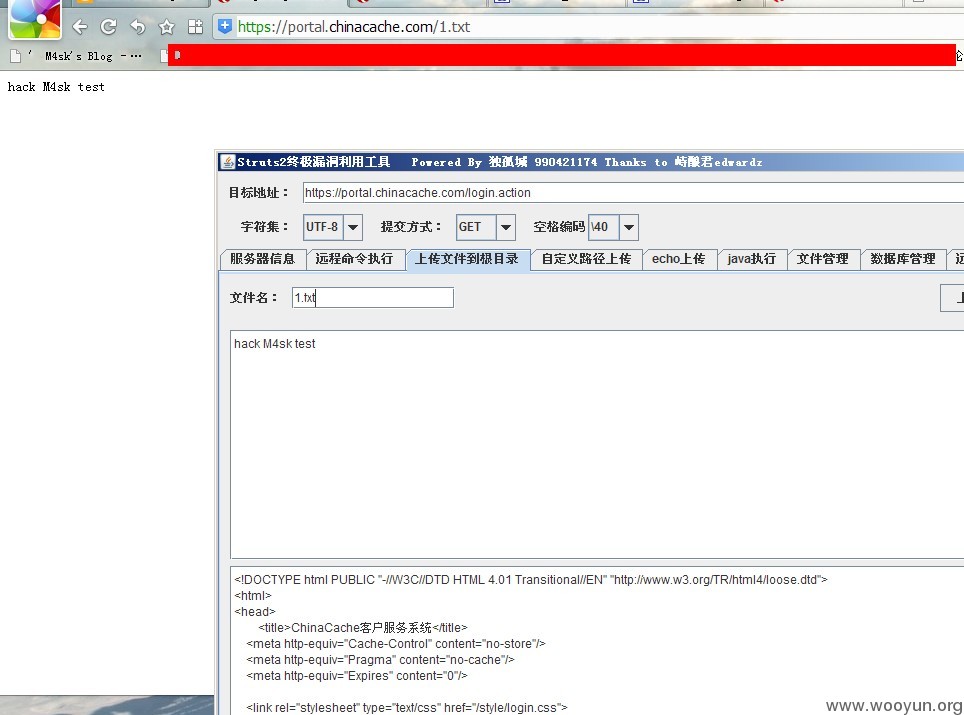 https://portal.chinacache.com/1.txt
' M4sk's Blog - ···
hack M4sk test
Struts2终极漏洞利用工具 Powered By 独孤城 990421174 Thanks to 崎酿君edwardz
目标地址： https://portal.chinacache.com/login.action
字符集： UTF-8 提交方式： GET 空格编码 \40
服务器信息 远程命令执行 上传文件到根目录 自定义路径上传 echo上传 java执行 文件管理 数据库管理 远
文件名： 1.txt 上
hack M4sk test
<!DOCTYPE html PUBLIC "-//W3C//DTD HTML 4.01 Transitional//EN" "http://www.w3.org/TR/html4/loose.dtd">
<html>
<head>
<title>ChinaCache客户服务系统</title>
<meta http-equiv="Cache-Control" content="no-store"/>
<meta http-equiv="Pragma" content="no-cache"/>
<meta http-equiv="Expires" content="0"/>
<link rel="stylesheet" type="text/css" href="/style/login.css">
www.wooyun.org